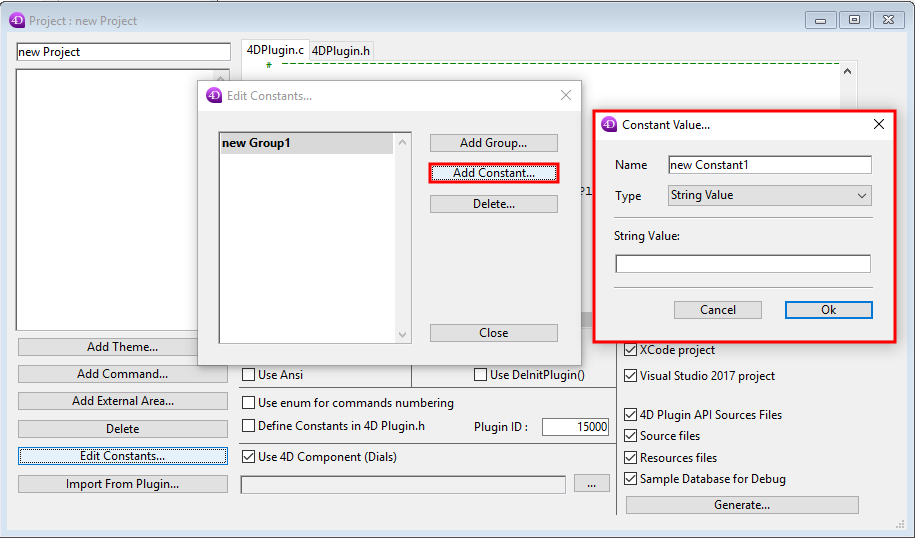 4D Project : new Project
new Project
4DPlugin.c 4DPlugin.h
#
4D Edit Constants...
new Group1
Add Group...
Add Constant...
Delete...
Close
4D Constant Value...
Name new Constant1
Type String Value
String Value:
Cancel Ok
Add Theme...
Add Command...
Add External Area...
Delete
Edit Constants...
Import From Plugin...
Use Ansi
Use DeInitPlugin()
Use enum for commands numbering
Define Constants in 4D Plugin.h
Plugin ID : 15000
Use 4D Component (Dials)
...
XCode project
Visual Studio 2017 project
4D Plugin API Sources Files
Source files
Resources files
Sample Database for Debug
Generate...